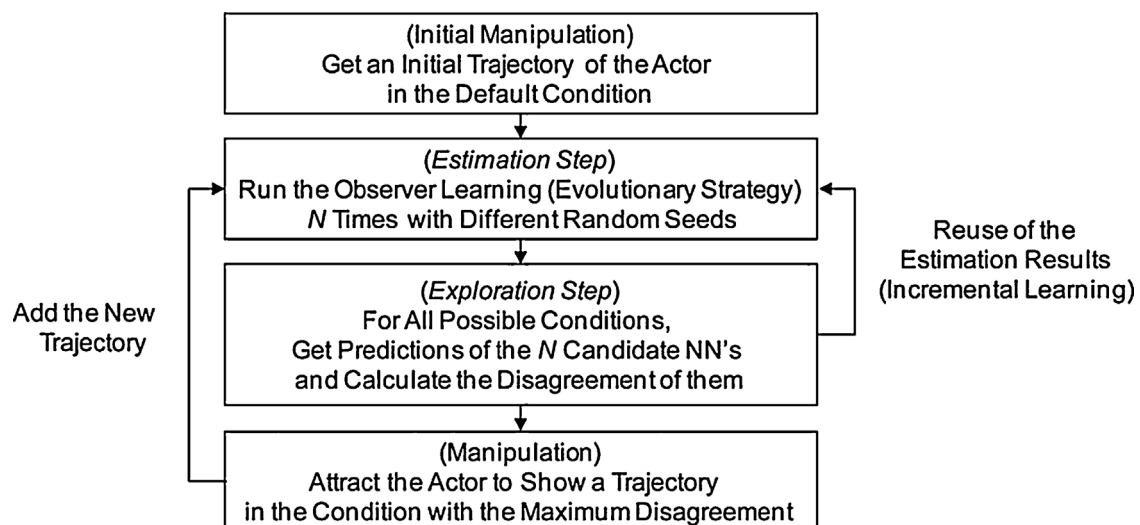 (Initial Manipulation)
Get an Initial Trajectory of the Actor
in the Default Condition
(Estimation Step)
Run the Observer Learning (Evolutionary Strategy)
N Times with Different Random Seeds
Reuse of the
Estimation Results
(Incremental Learning)
(Exploration Step)
For All Possible Conditions,
Get Predictions of the N Candidate NN's
and Calculate the Disagreement of them
Add the New
Trajectory
(Manipulation)
Attract the Actor to Show a Trajectory
in the Condition with the Maximum Disagreement